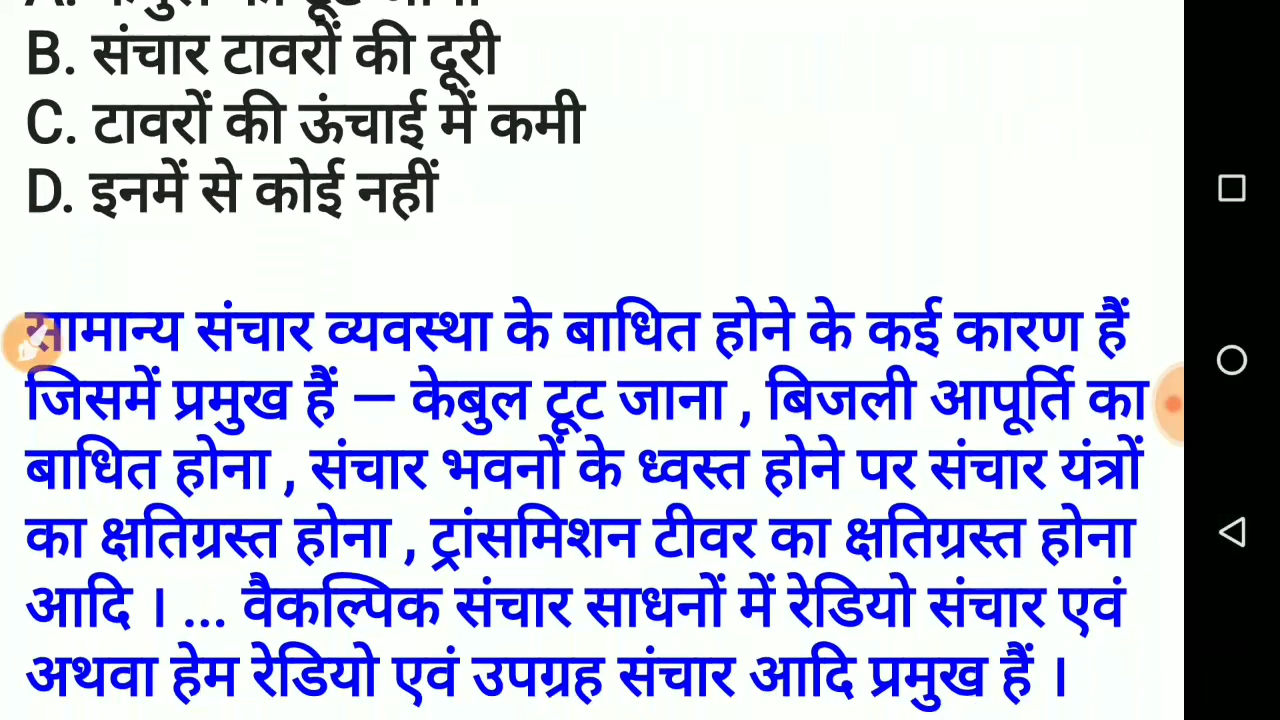 B. संचार टावरों की दूरी
C. टावरों की ऊंचाई में कमी
D. इनमें से कोई नहीं
सामान्य संचार व्यवस्था के बाधित होने के कई कारण हैं
जिसमें प्रमुख हैं – केबुल टूट जाना , बिजली आपूर्ति का
बाधित होना , संचार भवनों के ध्वस्त होने पर संचार यंत्रों
का क्षतिग्रस्त होना , ट्रांसमिशन टीवर का क्षतिग्रस्त होना
आदि । ... वैकल्पिक संचार साधनों में रेडियो संचार एवं
अथवा हेम रेडियो एवं उपग्रह संचार आदि प्रमुख हैं ।